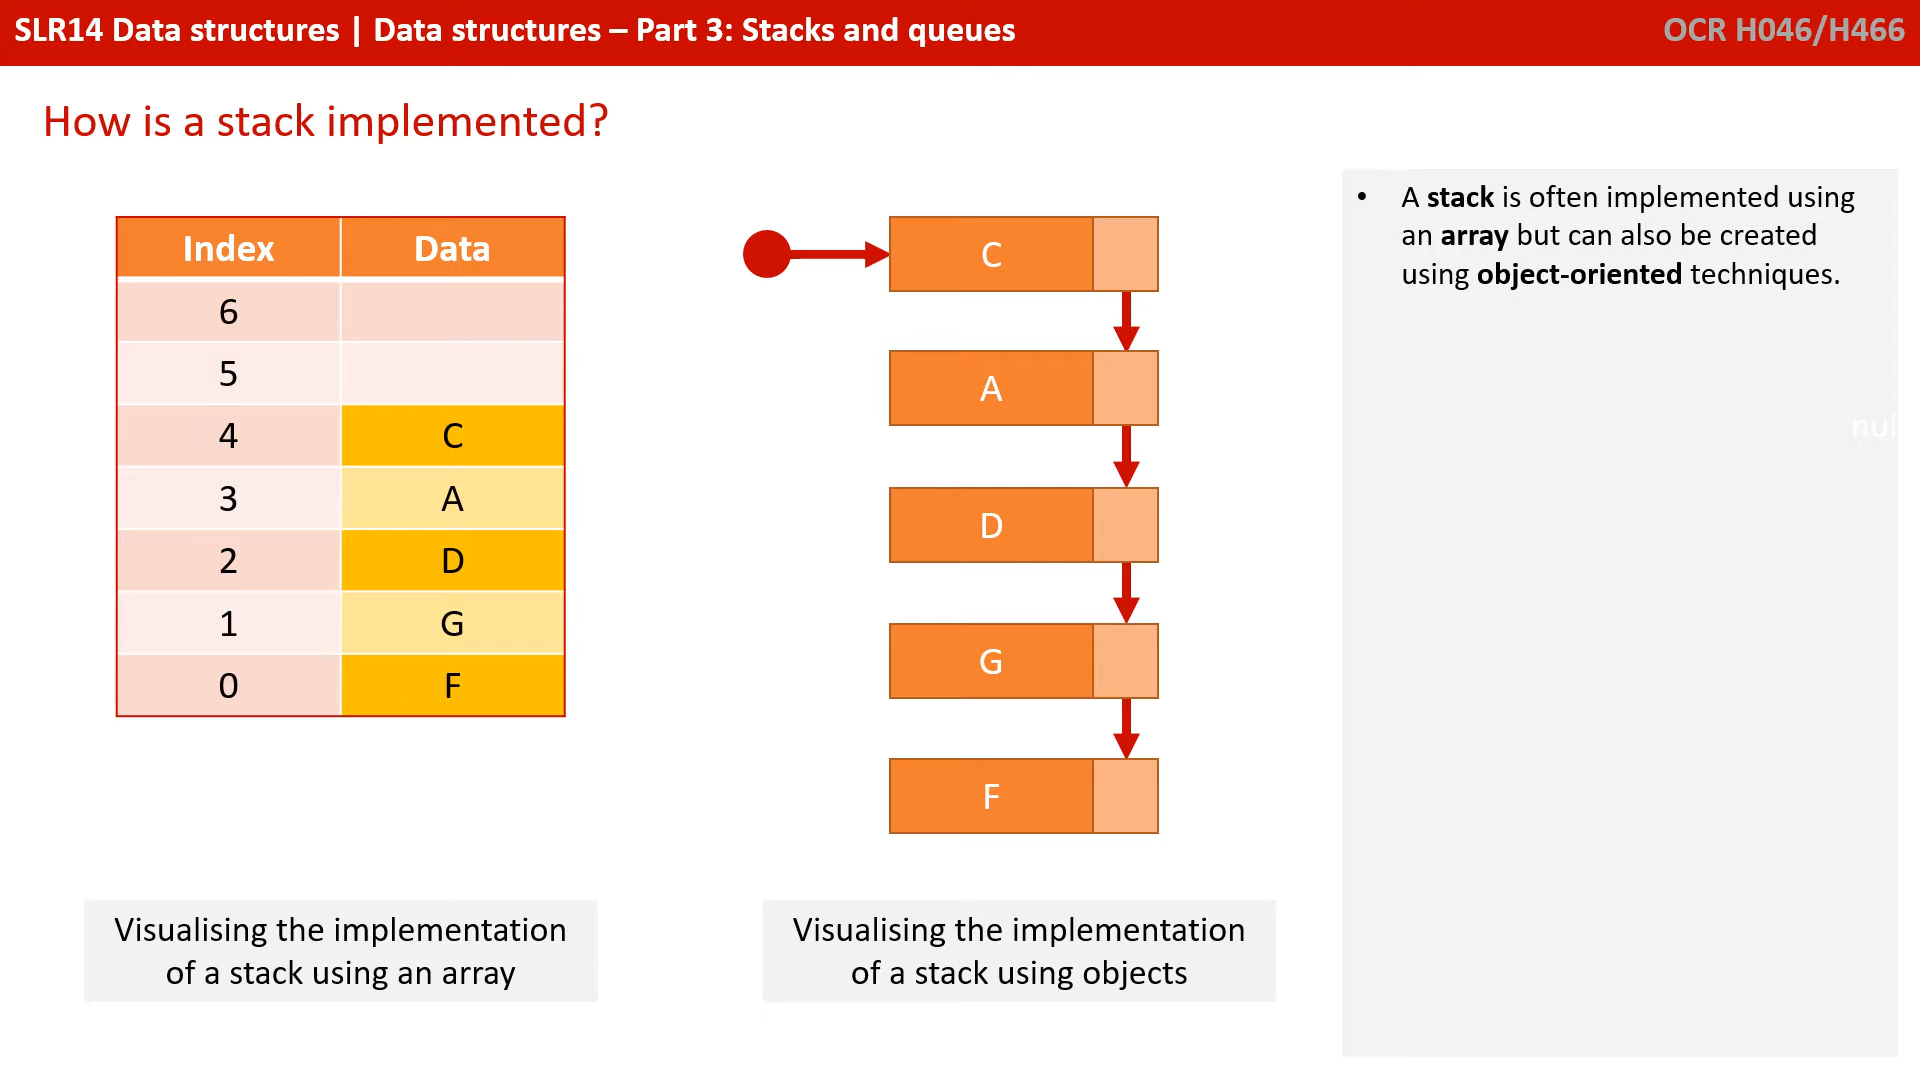 SLR14 Data structures | Data structures – Part 3: Stacks and queues
OCR H046/H466
How is a stack implemented?
Index Data
6
5
4 C
3 A
2 D
1 G
0 F
C
A
D
G
F
Visualising the implementation
of a stack using an array
Visualising the implementation
of a stack using objects
• A stack is often implemented using
an array but can also be created
using object-oriented techniques.